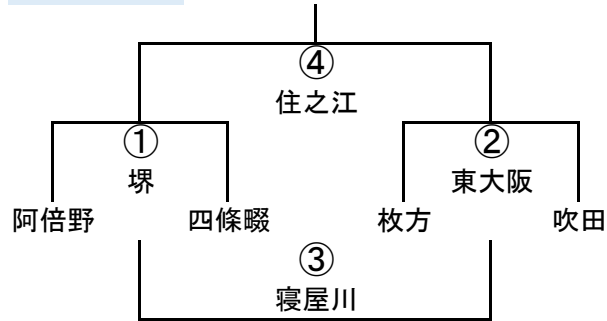 ④
住之江
① ②
堺 東大阪
阿倍野 四條畷 枚方 吹田
③
寝屋川